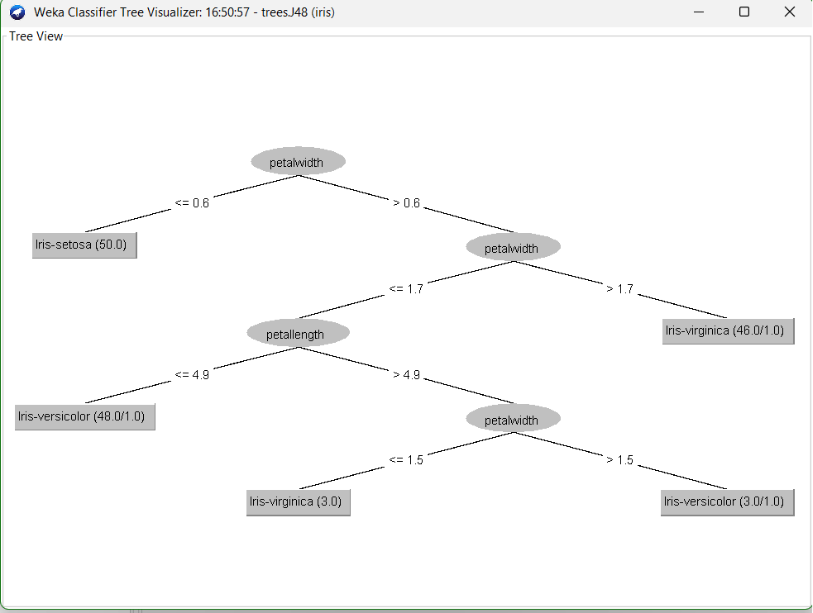 Weka Classifier Tree Visualizer: 16:50:57 - treesJ48 (iris)
Tree View
petalwidth
<= 0.6
> 0.6
Iris-setosa (50.0)
petalwidth
<= 1.7
> 1.7
petallength
Iris-virginica (46.0/1.0)
<= 4.9
> 4.9
Iris-versicolor (48.0/1.0)
petalwidth
<= 1.5
> 1.5
Iris-virginica (3.0)
Iris-versicolor (3.0/1.0)